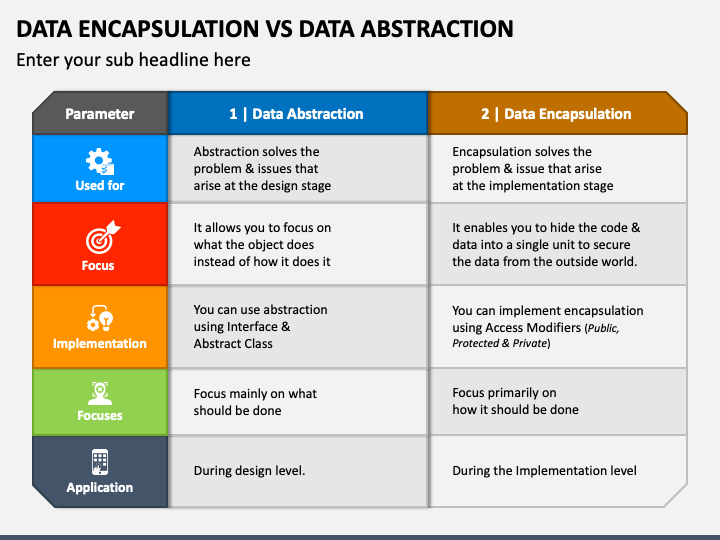 DATA ENCAPSULATION VS DATA ABSTRACTION
Enter your sub headline here
Parameter
1 | Data Abstraction
2 | Data Encapsulation
Used for
Abstraction solves the
problem & issues that
arise at the design stage
Encapsulation solves the
problem & issue that arise
at the implementation stage
Focus
It allows you to focus on
what the object does
instead of how it does it
It enables you to hide the code &
data into a single unit to secure
the data from the outside world.
Implementation
You can use abstraction
using Interface &
Abstract Class
You can implement encapsulation
using Access Modifiers (Public,
Protected & Private)
Focuses
Focus mainly on what
should be done
Focus primarily on
how it should be done
Application
During design level.
During the Implementation level